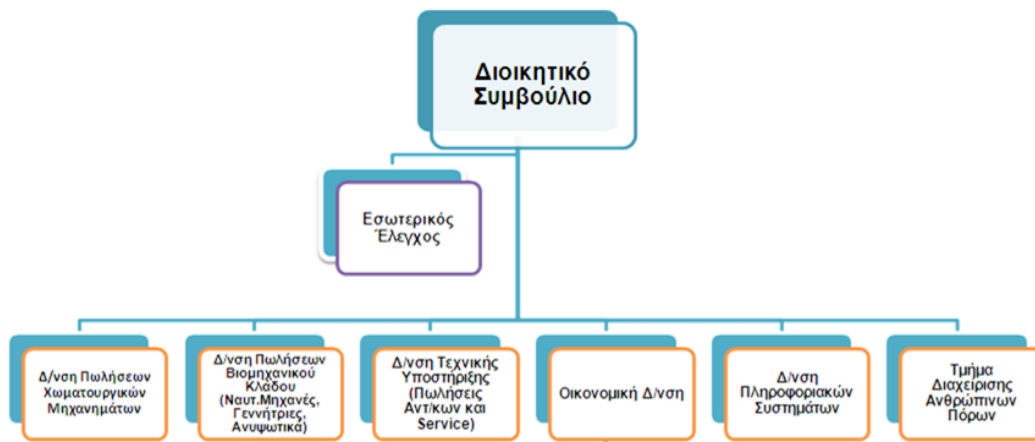 Διοικητικό
Συμβούλιο
Εσωτερικός
Έλεγχος
Δ/νση Πωλήσεων
Χωματουργικών
Μηχανημάτων
Δ/νση Πωλήσεων
Βιομηχανικού
Κλάδου
(Ναυτ.Μηχανές,
Γεννήτριες,
Ανυψωτικά)
Δ/νση Τεχνικής
Υποστήριξης
(Πωλήσεις
Αντ/κων και
Service)
Οικονομική Δ/νση
Δ/νση
Πληροφοριακών
Συστημάτων
Τμήμα
Διαχείρισης
Ανθρώπινων
Πόρων